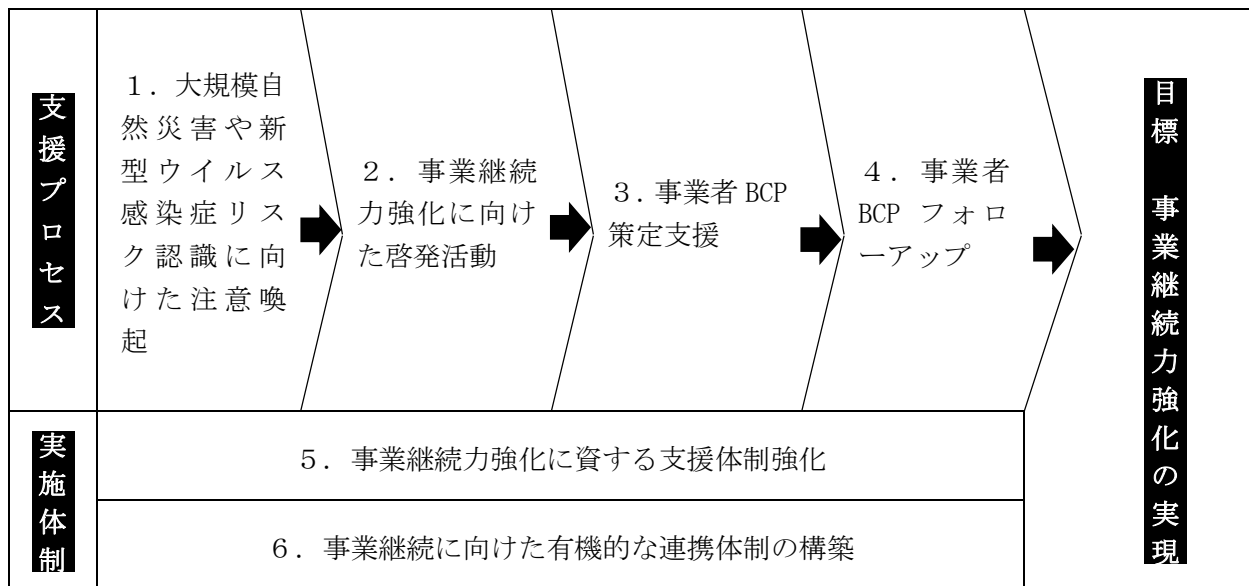 支援プロセス
１．大規模自
然災害や新
型ウイルス
感染症リス
ク認識に向
けた注意喚
起
２．事業継続
力強化に向け
た啓発活動
３．事業者 BCP
策定支援
４．事業者
BCP フォロ
ーアップ
目標　事業継続力強化の実現
実施体制
５．事業継続力強化に資する支援体制強化
６．事業継続に向けた有機的な連携体制の構築